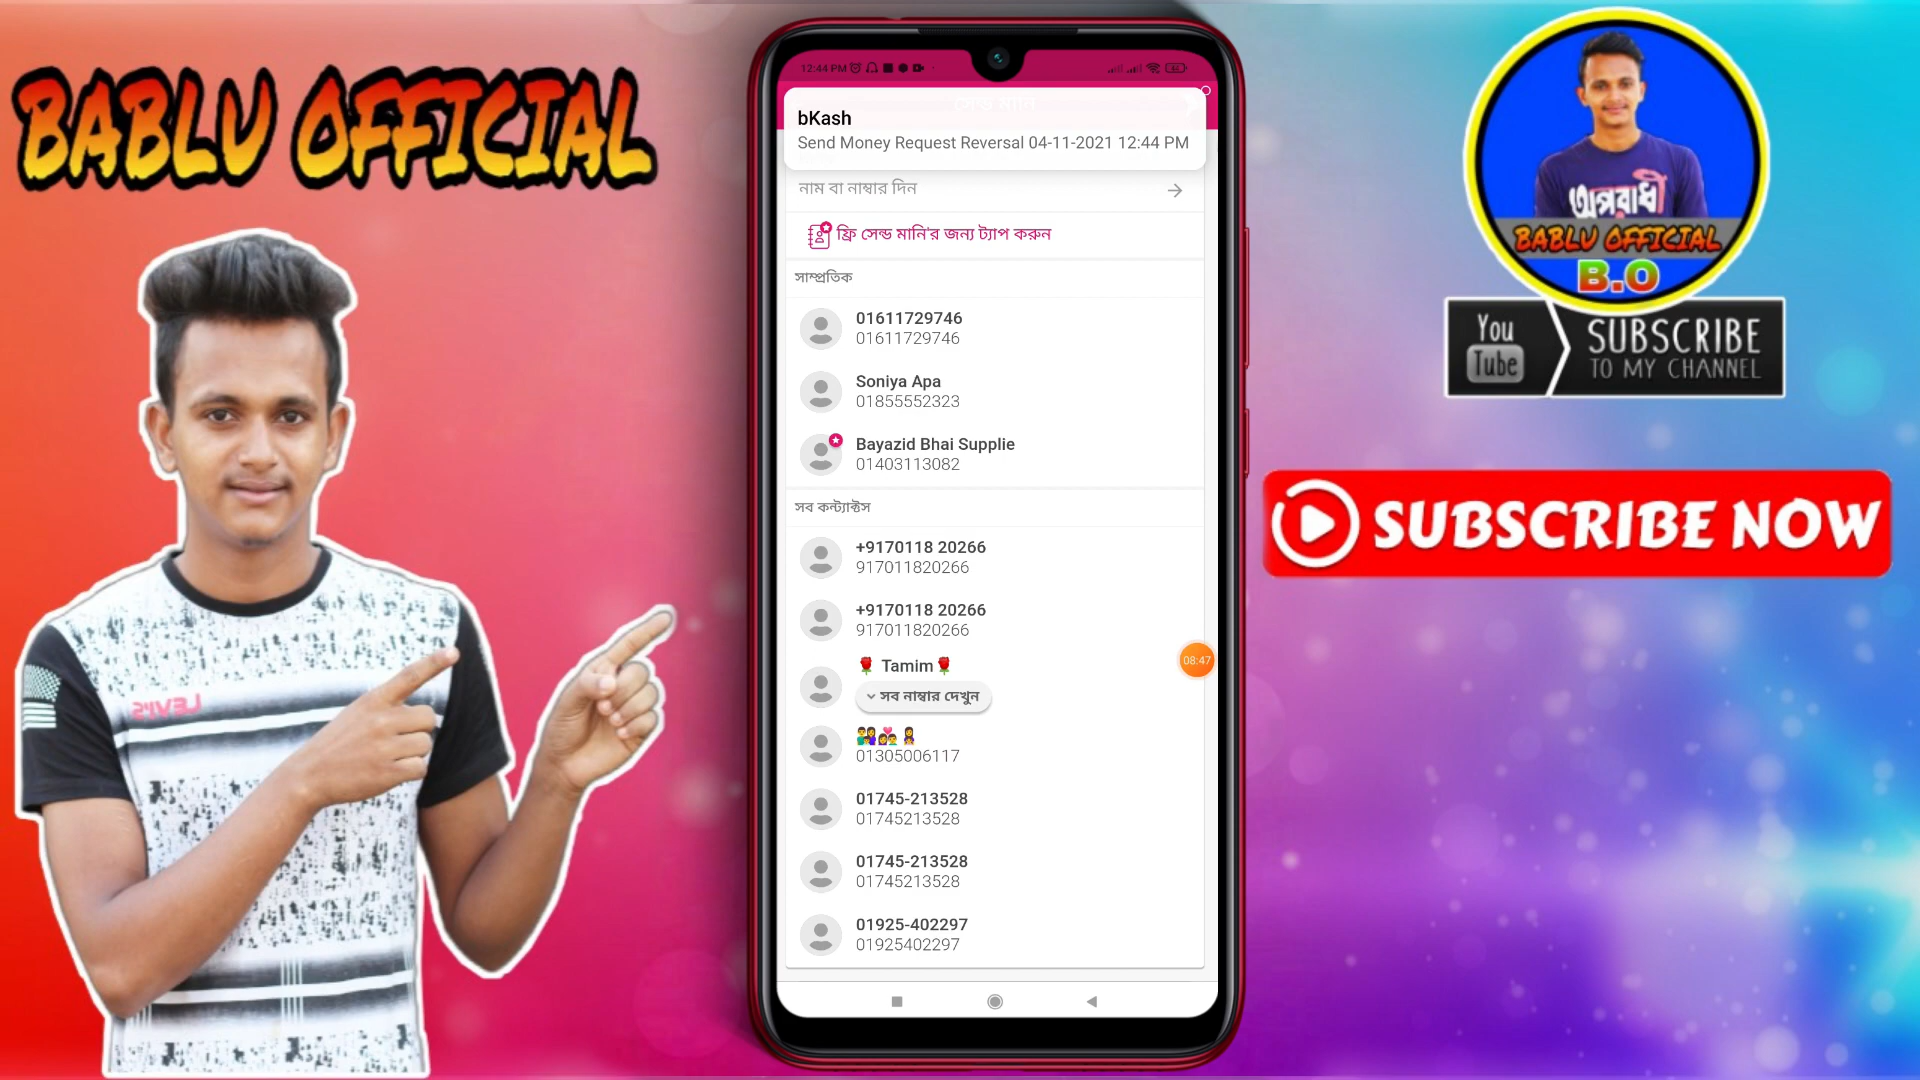 BABLU OFFICIAL
12:44 PM
bKash
Send Money Request Reversal 04-11-2021 12:44 PM
নাম বা নাম্বার দিন
ফ্রি সেন্ড মানি'র জন্য ট্যাপ করুন
সাম্প্রতিক
01611729746
01611729746
Soniya Apa
01855552323
Bayazid Bhai Supplie
01403113082
সব কন্ট্যাক্টস
+9170118 20266
917011820266
+9170118 20266
917011820266
🌹 Tamim🌹
সব নাম্বার দেখুন
01305006117
01745-213528
01745213528
01745-213528
01745213528
01925-402297
01925402297
08:47
LEVI'S
অপরাধী
BABLU OFFICIAL
B.O
You Tube
SUBSCRIBE
TO MY CHANNEL
SUBSCRIBE NOW